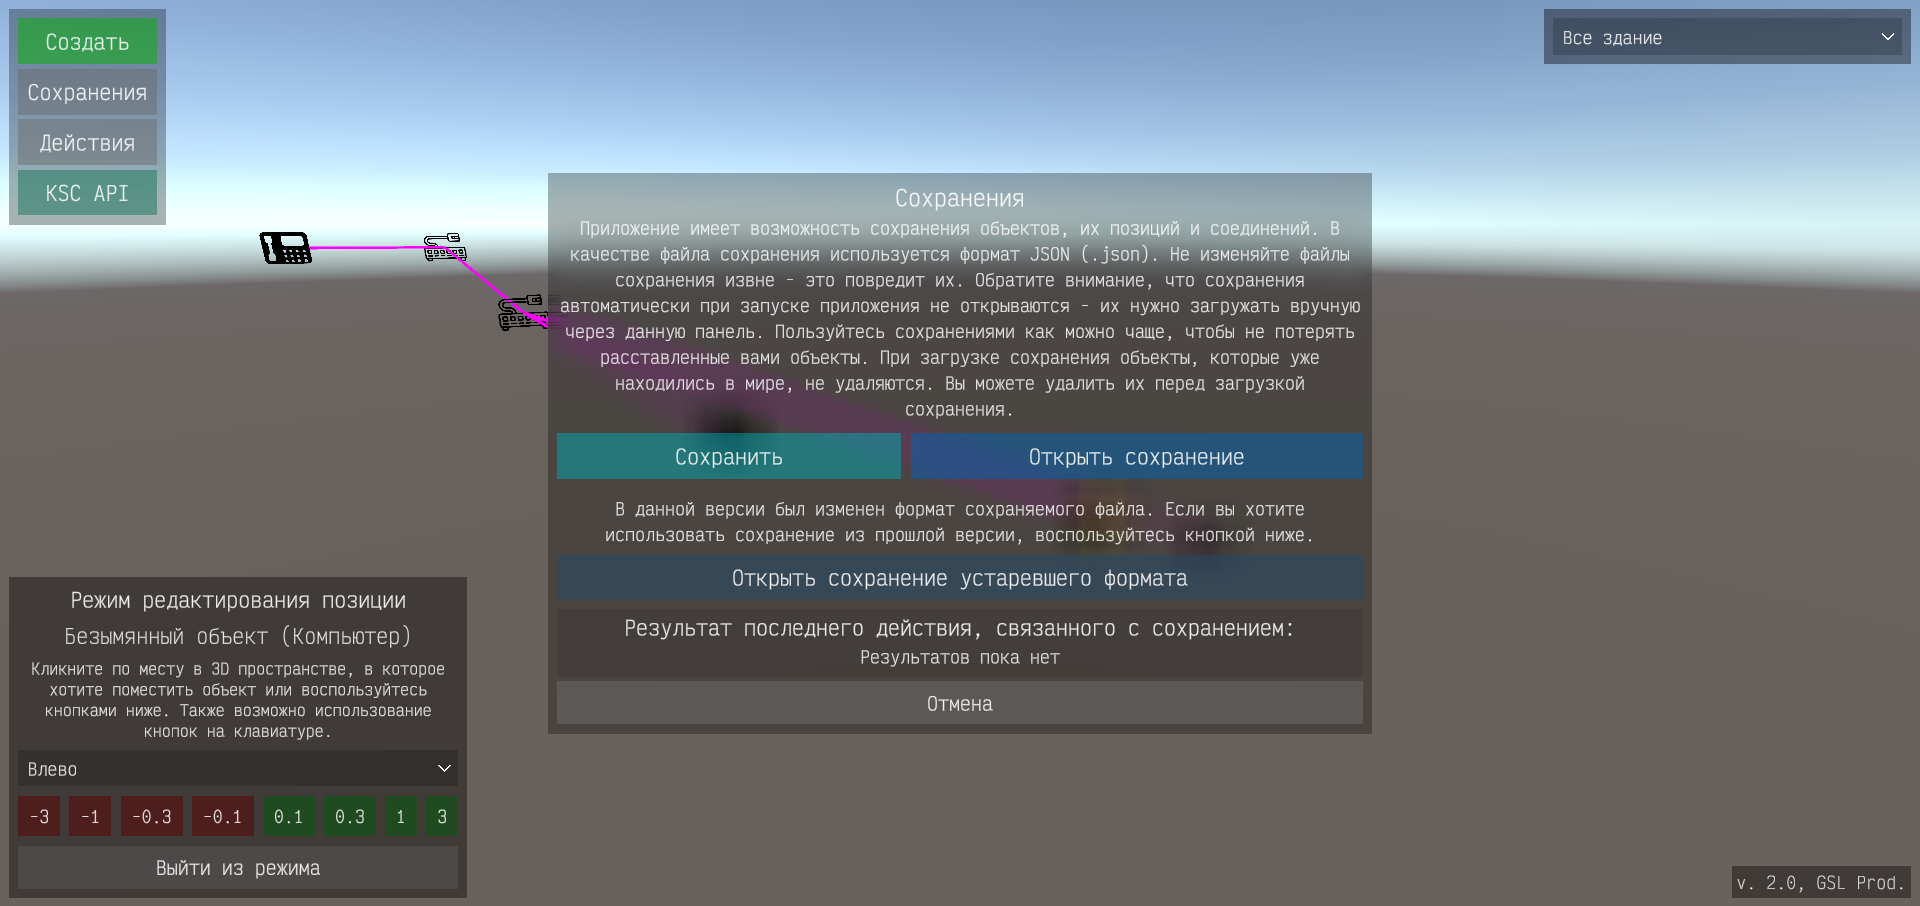 Создать
Сохранения
Действия
KSC API
Все здание
Сохранения
Приложение имеет возможность сохранения объектов, их позиций и соединений. В
качестве файла сохранения используется формат JSON (.json). Не изменяйте файлы
сохранения извне - это повредит их. Обратите внимание, что сохранения
автоматически при запуске приложения не открываются - их нужно загружать вручную
через данную панель. Пользуйтесь сохранениями как можно чаще, чтобы не потерять
расставленные вами объекты. При загрузке сохранения объекты, которые уже
находились в мире, не удаляются. Вы можете удалить их перед загрузкой
сохранения.
Сохранить
Открыть сохранение
В данной версии был изменен формат сохраняемого файла. Если вы хотите
использовать сохранение из прошлой версии, воспользуйтесь кнопкой ниже.
Открыть сохранение устаревшего формата
Результат последнего действия, связанного с сохранением:
Результатов пока нет
Отмена
Режим редактирования позиции
Безымянный объект (Компьютер)
Кликните по месту в 3D пространстве, в которое
хотите поместить объект или воспользуйтесь
кнопками ниже. Также возможно использование
кнопок на клавиатуре.
Влево
-3 -1 -0.3 -0.1 0.1 0.3 1 3
Выйти из режима
v. 2.0, GSL Prod.